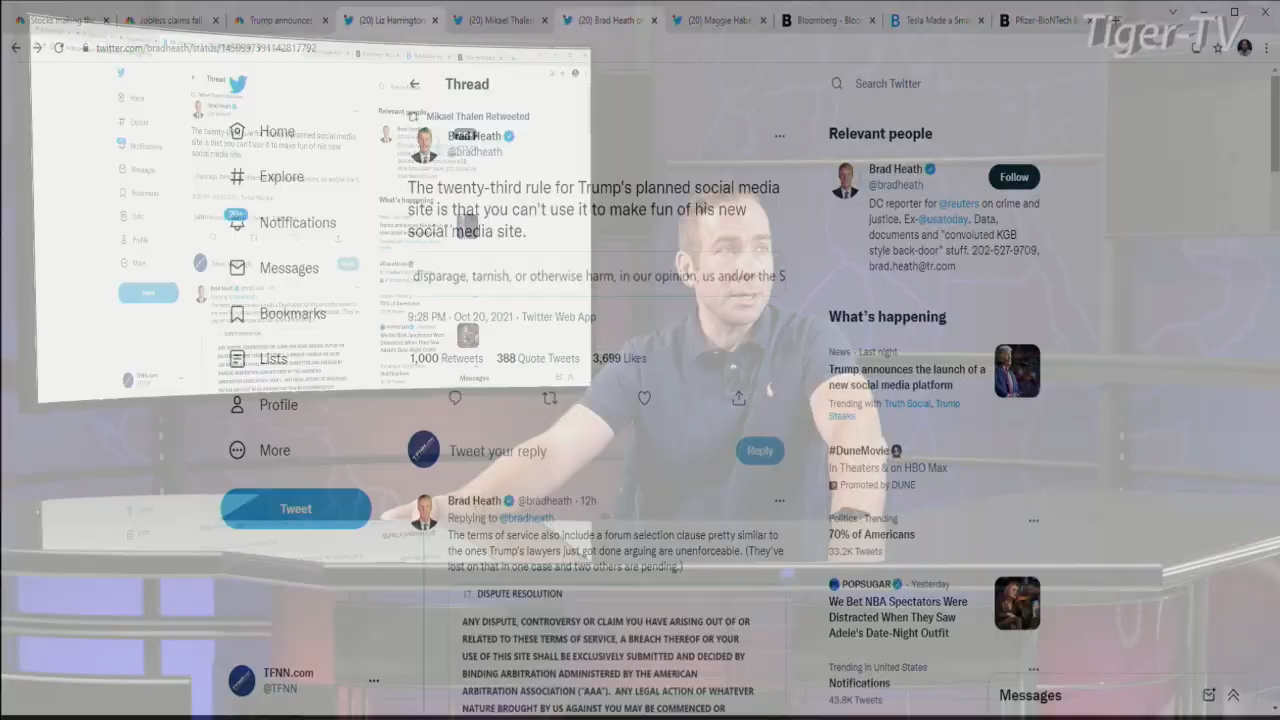 Jobless claims fall
Trump announces
(20) Liz Harrington
(20) Mikael Thalen
(20) Brad Heath on
(20) Maggie Habe
Bloomberg - Bloo
Tesla Made a Sma
Pfizer-BioNTech
Tiger-TV
twitter.com/bradheath/status/1450997991142817792
Home
Explore
Notifications
Messages
Bookmarks
Lists
Profile
More
Tweet
TFNN.com
@TFNN
Thread
Mikael Thalen Retweeted
Brad Heath
@bradheath
The twenty-third rule for Trump's planned social media
site is that you can't use it to make fun of his new
social media site.
disparage, tarnish, or otherwise harm, in our opinion, us and/or the S
9:28 PM · Oct 20, 2021 · Twitter Web App
1,000 Retweets 388 Quote Tweets 3,699 Likes
Tweet your reply
Reply
Brad Heath @bradheath · 12h
Replying to @bradheath
The terms of service also include a forum selection clause pretty similar to
the ones Trump's lawyers just got done arguing are unenforceable. (They've
lost on that in one case and two others are pending.)
17. DISPUTE RESOLUTION
ANY DISPUTE, CONTROVERSY OR CLAIM YOU HAVE ARISING OUT OF OR
RELATED TO THESE TERMS OF SERVICE, A BREACH THEREOF OR YOUR
USE OF THIS SITE SHALL BE EXCLUSIVELY SUBMITTED AND DECIDED BY
BINDING ARBITRATION ADMINISTERED BY THE AMERICAN
ARBITRATION ASSOCIATION ("AAA"). ANY LEGAL ACTION OF WHATEVER
NATURE BROUGHT BY US AGAINST YOU MAY BE COMMENCED OR
Search Twitter
Relevant people
Brad Heath
@bradheath
Follow
DC reporter for @reuters on crime and
justice. Ex-@usatoday. Data,
documents and "convoluted KGB
style back-door" stuff. 202-527-9709,
brad.heath@tr.com
What's happening
News · Last night
Trump announces the launch of a
new social media platform
Trending with Truth Social, Trump
Steaks
#DuneMovie
In Theaters & on HBO Max
Promoted by DUNE
Politics · Trending
70% of Americans
33.2K Tweets
POPSUGAR · Yesterday
We Bet NBA Spectators Were
Distracted When They Saw
Adele's Date-Night Outfit
Trending in United States
Notifications
43.8K Tweets
Messages